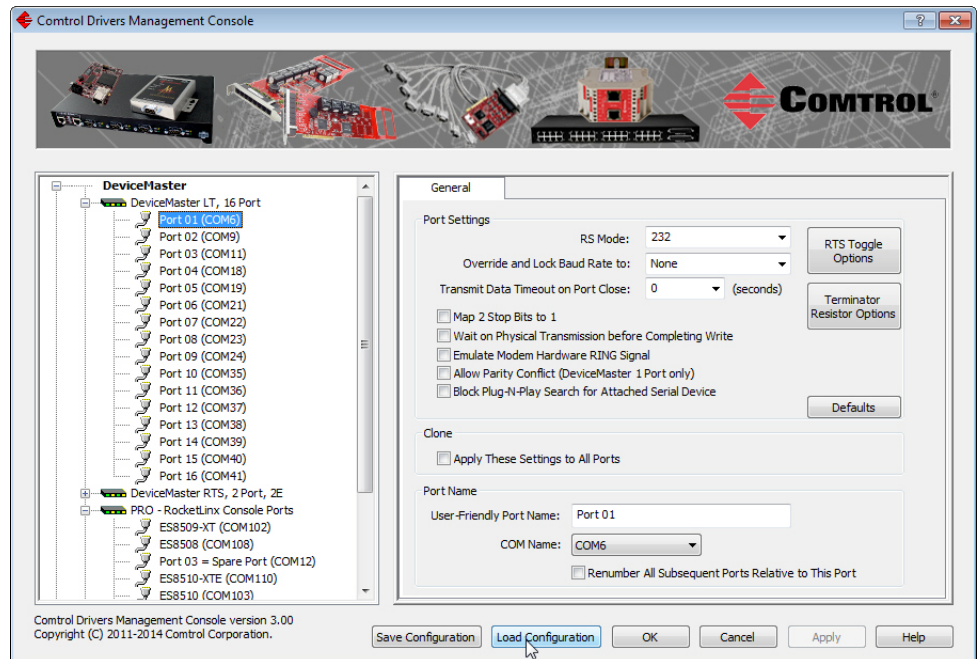 Comtrol Drivers Management Console
COMTROL
DeviceMaster
DeviceMaster LT, 16 Port
Port 01 (COM6)
Port 02 (COM9)
Port 03 (COM11)
Port 04 (COM18)
Port 05 (COM19)
Port 06 (COM21)
Port 07 (COM22)
Port 08 (COM23)
Port 09 (COM24)
Port 10 (COM35)
Port 11 (COM36)
Port 12 (COM37)
Port 13 (COM38)
Port 14 (COM39)
Port 15 (COM40)
Port 16 (COM41)
DeviceMaster RTS, 2 Port, 2E
PRO - RocketLinx Console Ports
ES8509-XT (COM102)
ES8508 (COM108)
Port 03 = Spare Port (COM12)
ES8510-XTE (COM110)
ES8510 (COM103)
General
Port Settings
RS Mode: 232
RTS Toggle
Options
Override and Lock Baud Rate to: None
Transmit Data Timeout on Port Close: 0 (seconds)
Terminator
Resistor Options
Map 2 Stop Bits to 1
Wait on Physical Transmission before Completing Write
Emulate Modem Hardware RING Signal
Allow Parity Conflict (DeviceMaster 1 Port only)
Block Plug-N-Play Search for Attached Serial Device
Defaults
Clone
Apply These Settings to All Ports
Port Name
User-Friendly Port Name: Port 01
COM Name: COM6
Renumber All Subsequent Ports Relative to This Port
Comtrol Drivers Management Console version 3.00
Copyright (C) 2011-2014 Comtrol Corporation.
Save Configuration Load Configuration OK Cancel Apply Help